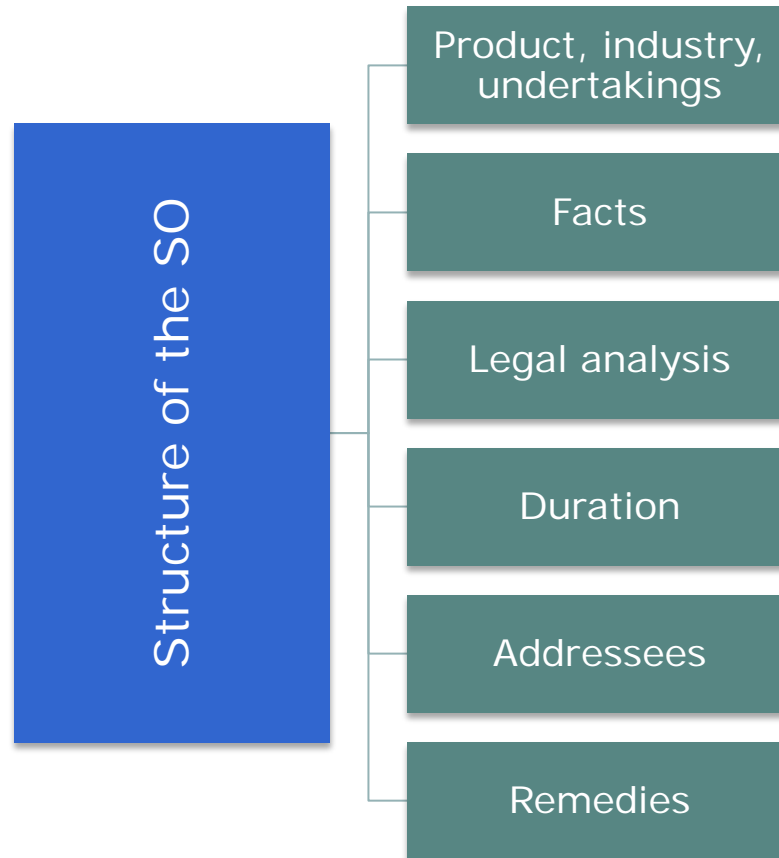 Structure of the SO
Product, industry,
undertakings
Facts
Legal analysis
Duration
Addressees
Remedies